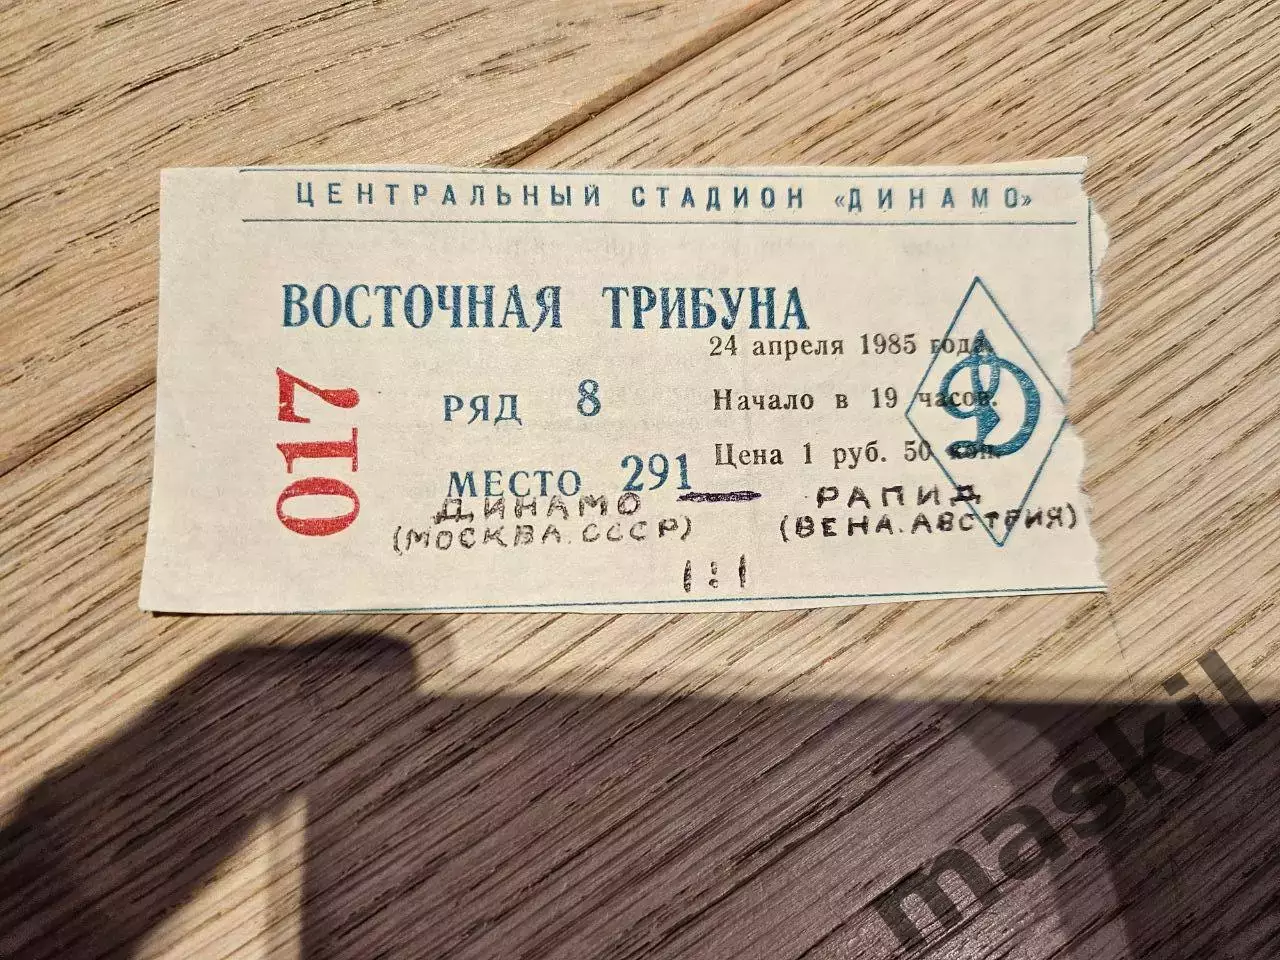 ЦЕНТРАЛЬНЫЙ СТАДИОН «ДИНАМО»
ВОСТОЧНАЯ ТРИБУНА
24 апреля 1985 года.
017
РЯД 8
Начало в 19 часов.
МЕСТО 291
Цена 1 руб. 50 коп.
ДИНАМО — РАПИД
(МОСКВА.СССР) (ВЕНА.АВСТРИЯ)
1:1
maskil